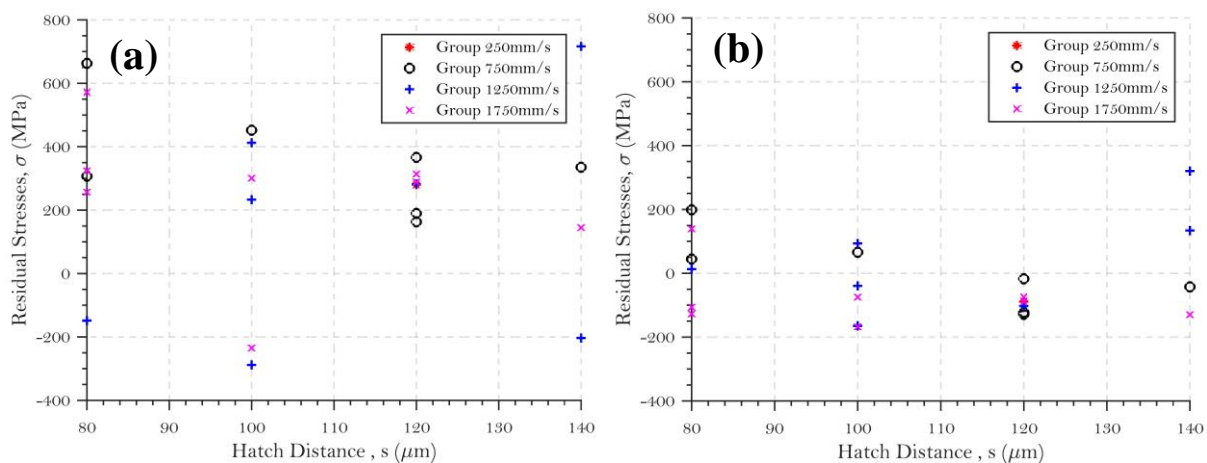 (a)
Group 250mm/s
Group 750mm/s
Group 1250mm/s
Group 1750mm/s
Residual Stresses, σ (MPa)
800
600
400
200
0
-200
-400
80 90 100 110 120 130 140
Hatch Distance , s (μm)
(b)
Group 250mm/s
Group 750mm/s
Group 1250mm/s
Group 1750mm/s
Residual Stresses, σ (MPa)
800
600
400
200
0
-200
-400
80 90 100 110 120 130 140
Hatch Distance , s (μm)